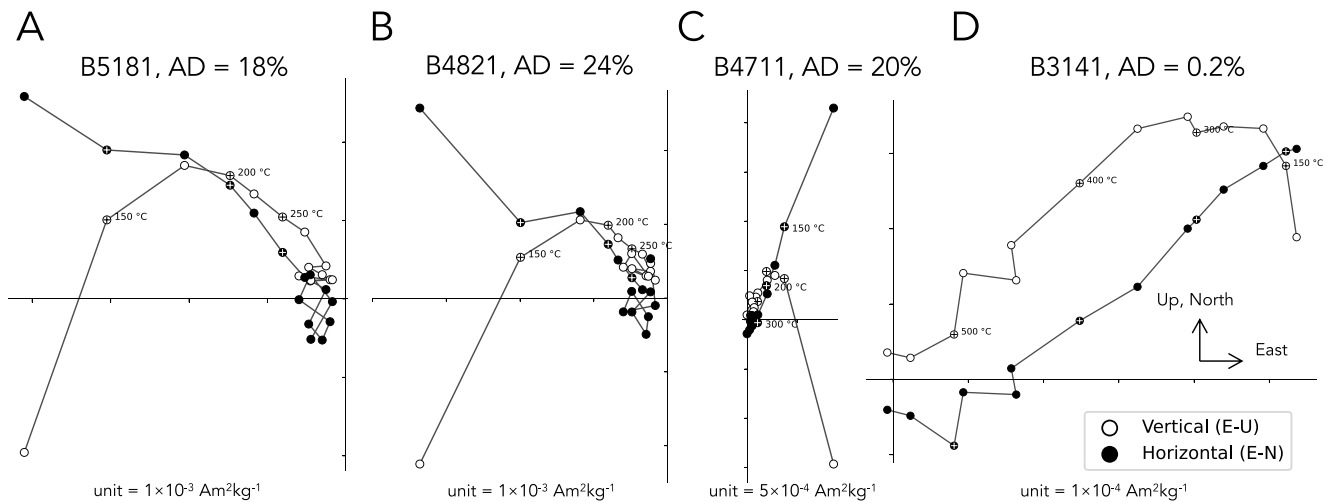 A
B5181, AD = 18%
150 °C
200 °C
250 °C
unit = 1×10⁻³ Am²kg⁻¹
B
B4821, AD = 24%
150 °C
200 °C
250 °C
unit = 1×10⁻³ Am²kg⁻¹
C
B4711, AD = 20%
150 °C
200 °C
300 °C
unit = 5×10⁻⁴ Am²kg⁻¹
D
B3141, AD = 0.2%
300 °C
150 °C
400 °C
500 °C
Up, North
East
Vertical (E-U)
Horizontal (E-N)
unit = 1×10⁻⁴ Am²kg⁻¹